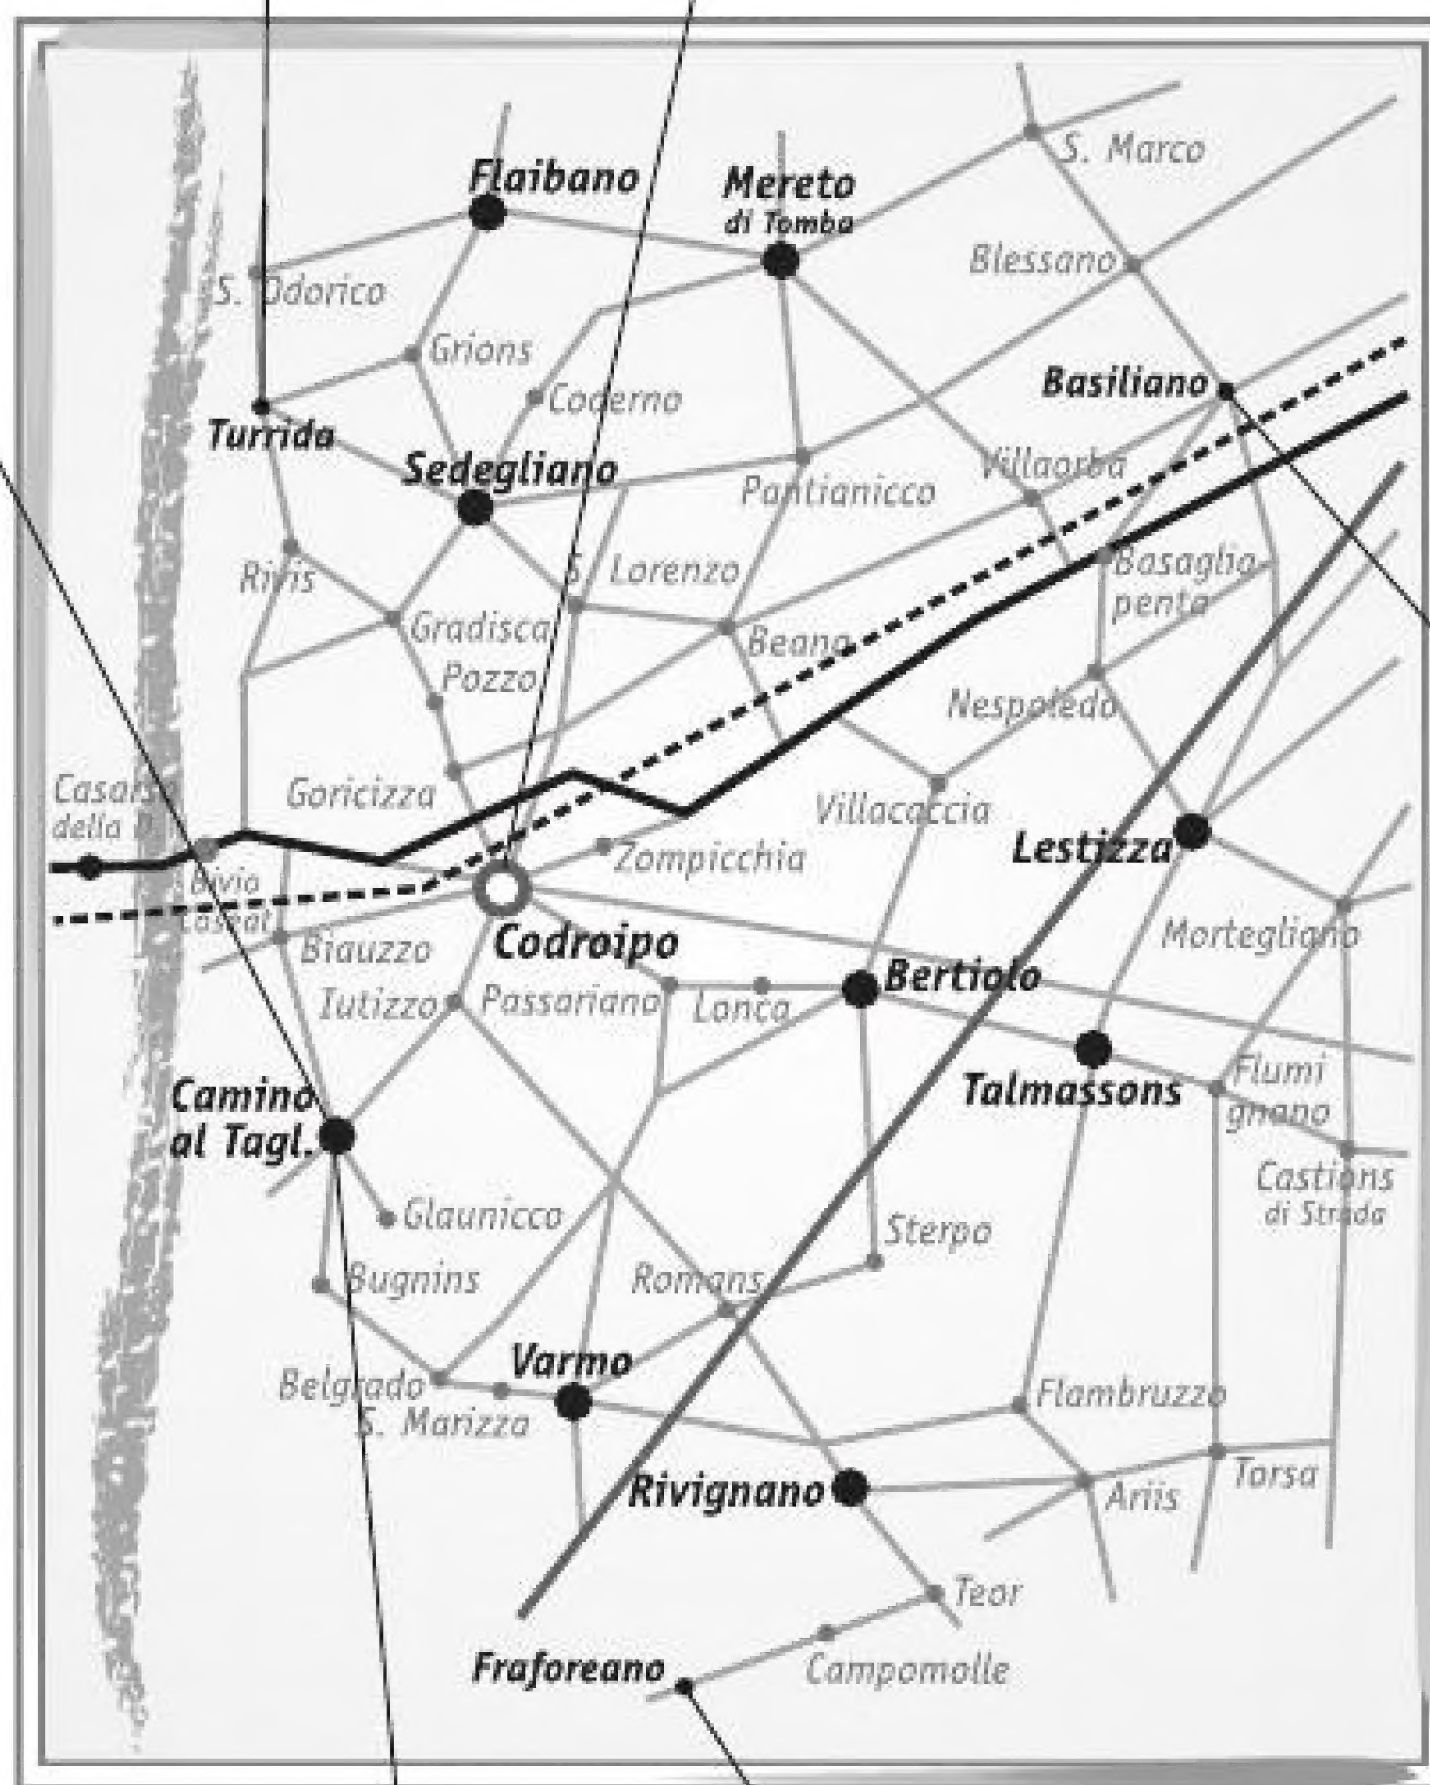 S. Marco
Flaibano
Mereto
di Tomba
Blessano
S. Odorico
Grions
Basiliano
Coderno
Turrida
Sedegliano
Villaorba
Pantianicco
S. Lorenzo
Basaglia
penta
Rivis
Gradisca
Beano
Pozzo
Nespoledo
Casarsa
della D.
Goricizza
Villacaccia
Lestizza
Zompicchia
Bivio
Coseat
Mortegliano
Biauzzo
Codroipo
Bertiolo
Iutizzo
Passariano
Lonca
Flumi
gnano
Talmassons
Camino
al Tagl.
Castions
di Strada
Glaunicco
Sterpo
Bugnins
Romans
Varmo
Belgrado
S. Marizza
Flambruzzo
Torsa
Rivignano
Ariis
Teor
Fraforeano
Campomolle